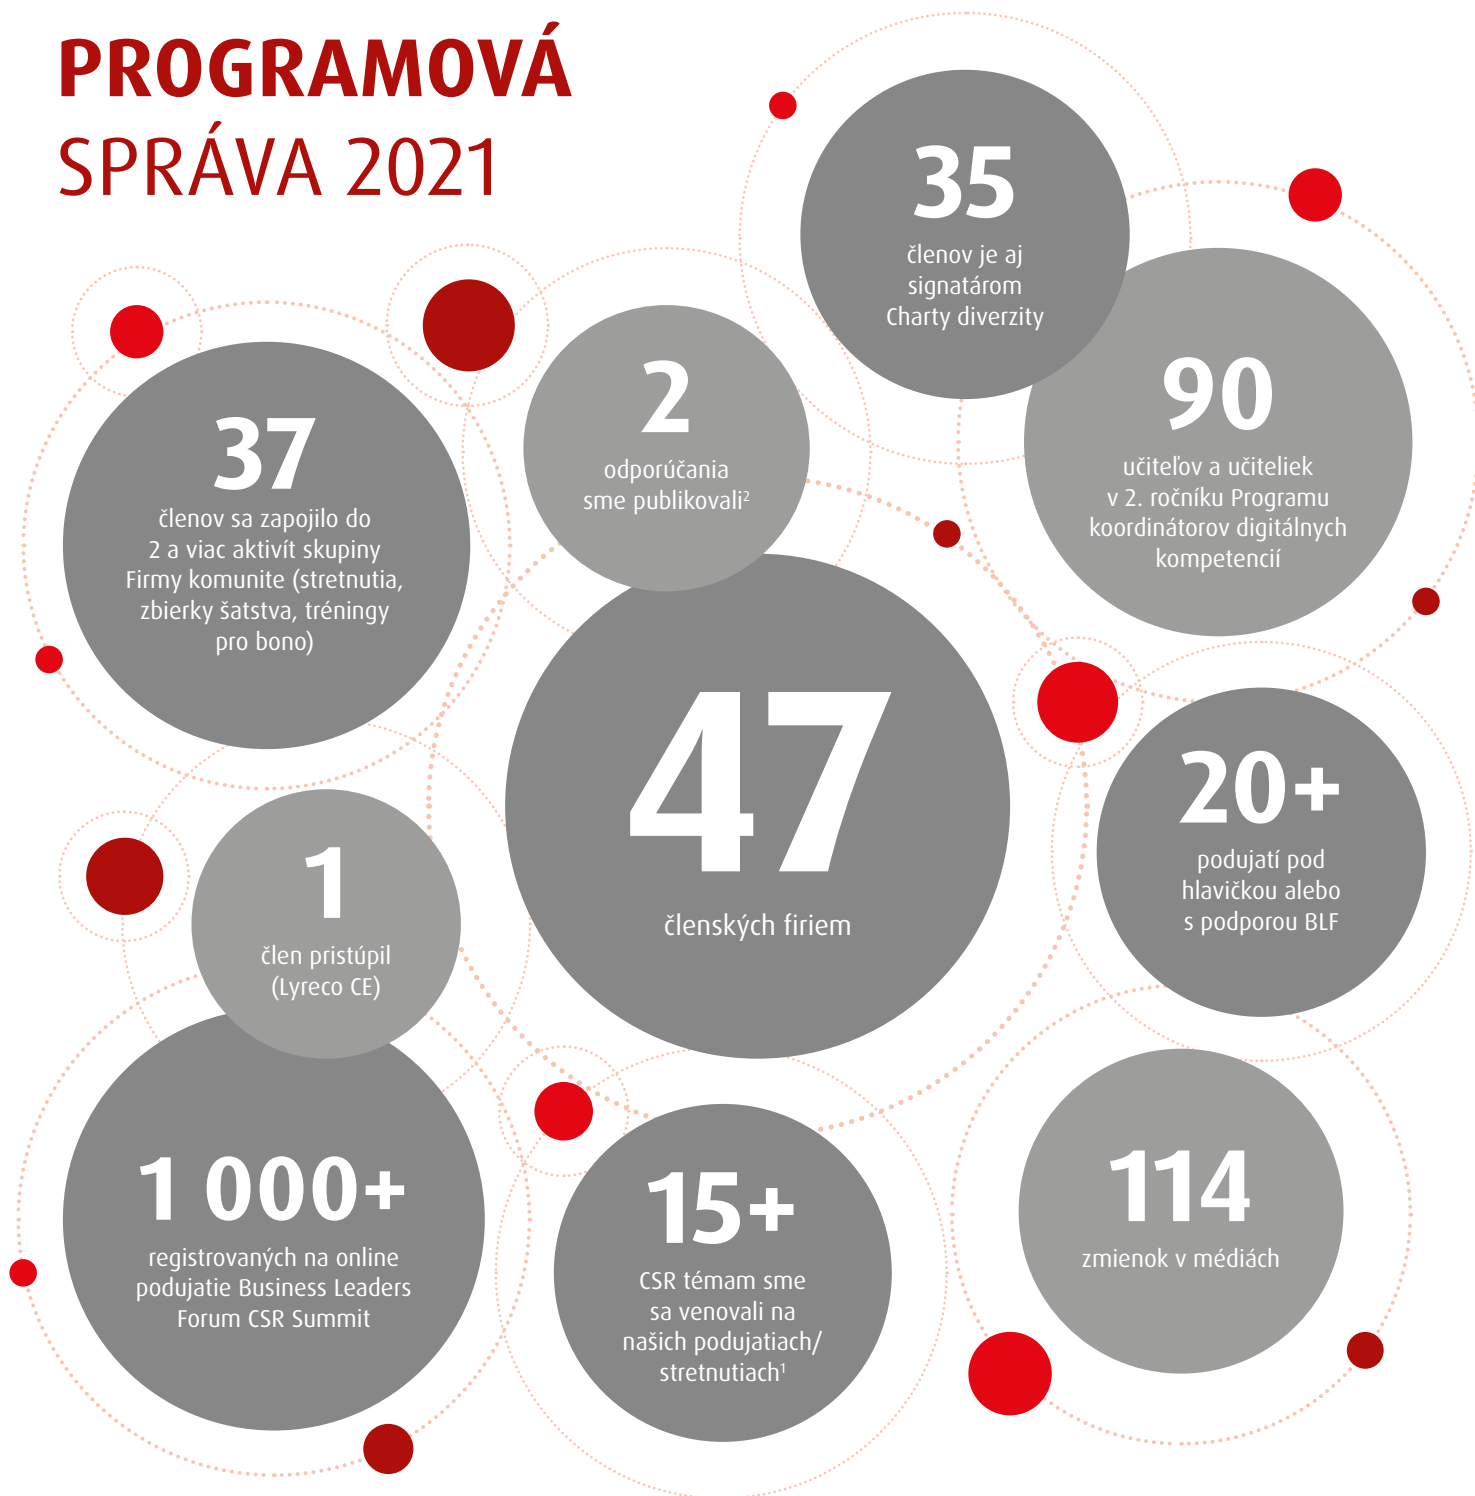 PROGRAMOVÁ
SPRÁVA 2021
35
členov je aj
signatárom
Charty diverzity
90
učiteľov a učiteliek
v 2. ročníku Programu
koordinátorov digitálnych
kompetencií
2
odporúčania
sme publikovali²
37
členov sa zapojilo do
2 a viac aktivít skupiny
Firmy komunite (stretnutia,
zbierky šatstva, tréningy
pro bono)
47
členských firiem
20+
podujatí pod
hlavičkou alebo
s podporou BLF
1
člen pristúpil
(Lyreco CE)
1 000+
registrovaných na online
podujatie Business Leaders
Forum CSR Summit
15+
CSR témam sme
sa venovali na
našich podujatiach/
stretnutiach¹
114
zmienok v médiách